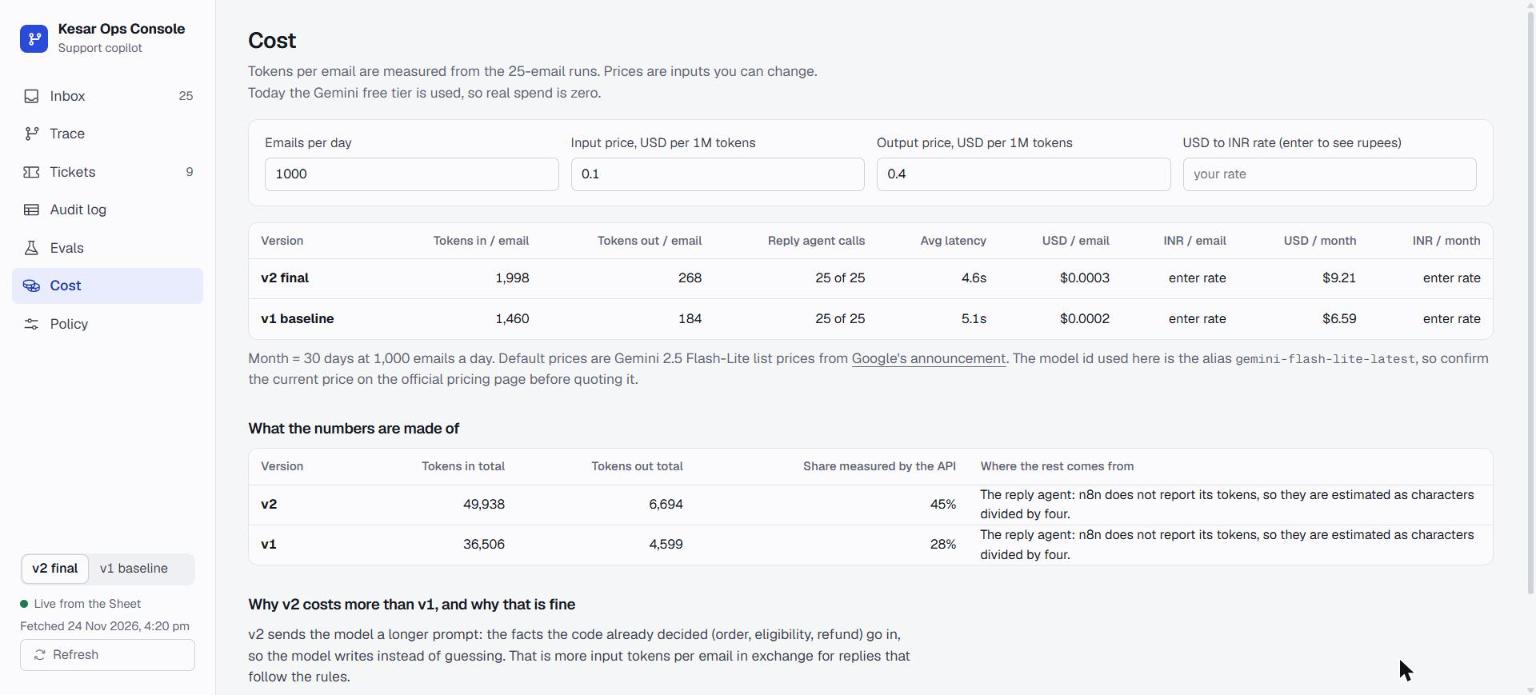 Kesar Ops Console
Support copilot
Inbox 25
Trace
Tickets 9
Audit log
Evals
Cost
Policy
v2 final v1 baseline
Live from the Sheet
Fetched 24 Nov 2026, 4:20 pm
Refresh
Cost
Tokens per email are measured from the 25-email runs. Prices are inputs you can change.
Today the Gemini free tier is used, so real spend is zero.
Emails per day Input price, USD per 1M tokens Output price, USD per 1M tokens USD to INR rate (enter to see rupees)
1000 0.1 0.4 your rate
Version Tokens in / email Tokens out / email Reply agent calls Avg latency USD / email INR / email USD / month INR / month
v2 final 1,998 268 25 of 25 4.6s $0.0003 enter rate $9.21 enter rate
v1 baseline 1,460 184 25 of 25 5.1s $0.0002 enter rate $6.59 enter rate
Month = 30 days at 1,000 emails a day. Default prices are Gemini 2.5 Flash-Lite list prices from Google's announcement. The model id used here is the alias gemini-flash-lite-latest, so confirm
the current price on the official pricing page before quoting it.
What the numbers are made of
Version Tokens in total Tokens out total Share measured by the API Where the rest comes from
v2 49,938 6,694 45% The reply agent: n8n does not report its tokens, so they are estimated as characters
divided by four.
v1 36,506 4,599 28% The reply agent: n8n does not report its tokens, so they are estimated as characters
divided by four.
Why v2 costs more than v1, and why that is fine
v2 sends the model a longer prompt: the facts the code already decided (order, eligibility, refund) go in,
so the model writes instead of guessing. That is more input tokens per email in exchange for replies that
follow the rules.